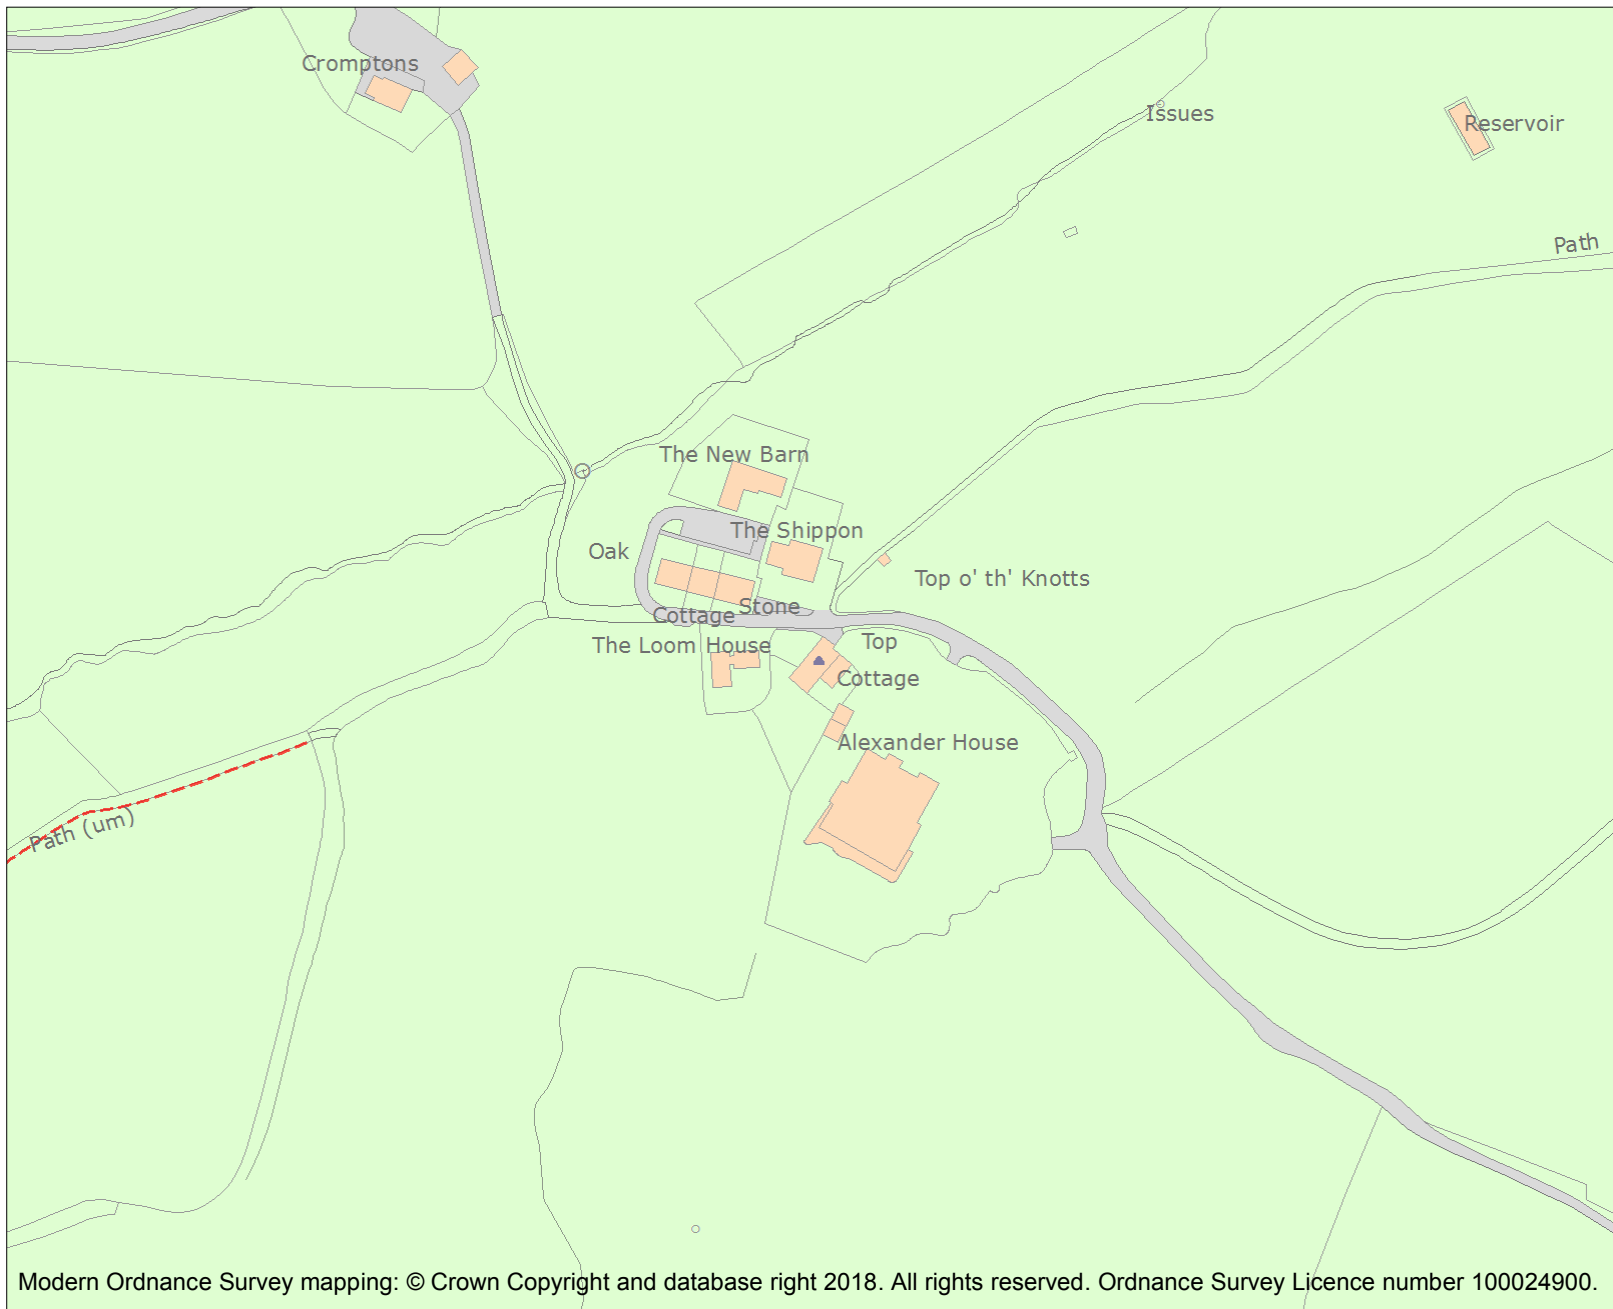 Cromptons
Issues
Reservoir
Path
The New Barn
The Shippon
Oak
Top o' th' Knotts
Stone
Cottage
The Loom House
Top
Cottage
Alexander House
Path (um)
Modern Ordnance Survey mapping: © Crown Copyright and database right 2018. All rights reserved. Ordnance Survey Licence number 100024900.